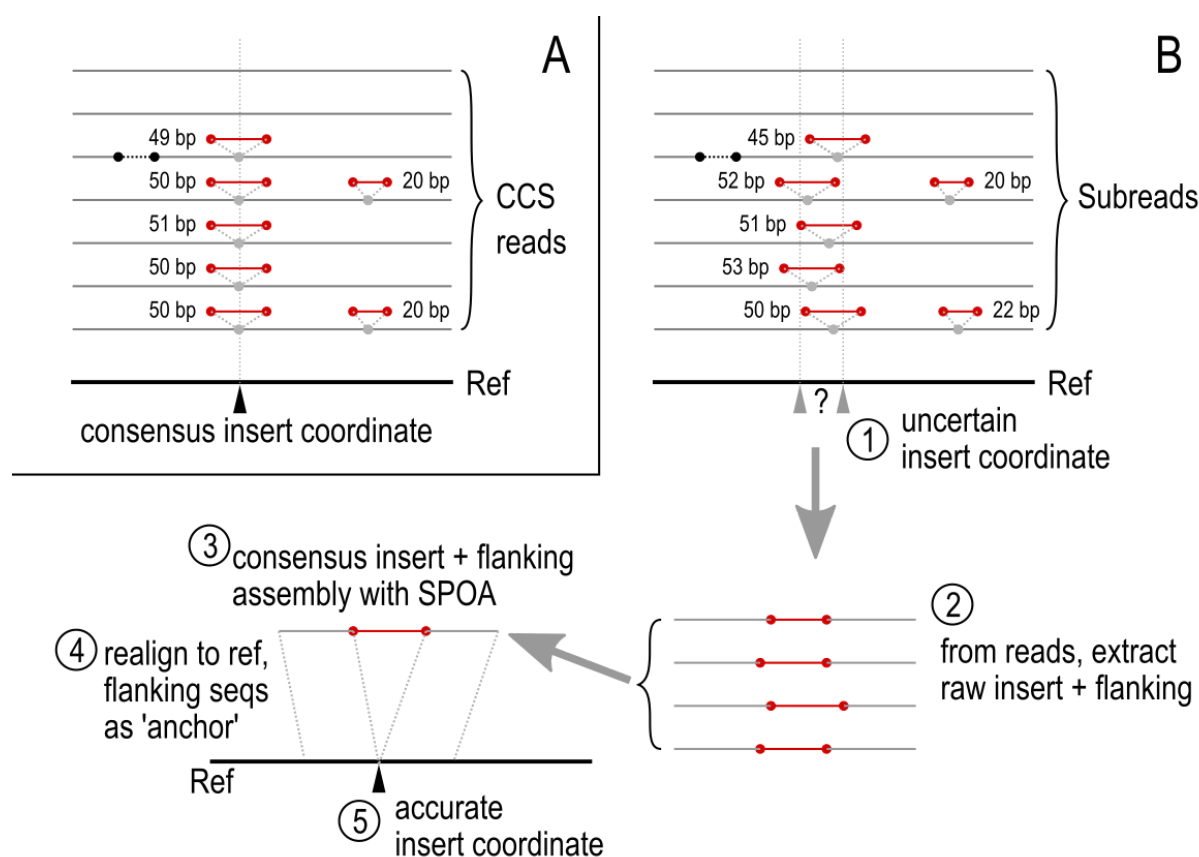 A
49 bp
50 bp
20 bp
51 bp
50 bp
50 bp
20 bp
CCS
reads
Ref
consensus insert coordinate
B
45 bp
52 bp
20 bp
51 bp
53 bp
50 bp
22 bp
Subreads
Ref
?
1 uncertain
insert coordinate
2
from reads, extract
raw insert + flanking
3 consensus insert + flanking
assembly with SPOA
4 realign to ref,
flanking seqs
as 'anchor'
Ref
5 accurate
insert coordinate